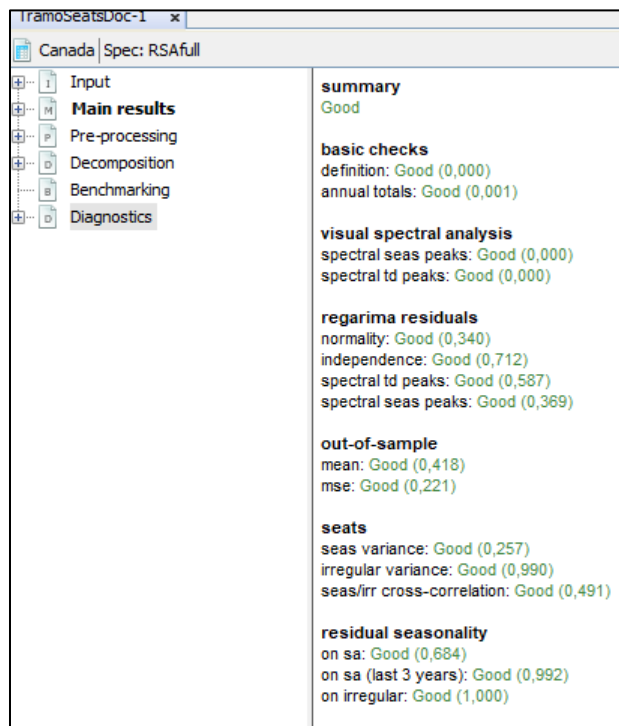 TramoSeatsDoc-1 x
Canada Spec: RSAfull
I Input
M Main results
P Pre-processing
D Decomposition
B Benchmarking
D Diagnostics
summary
Good
basic checks
definition: Good (0,000)
annual totals: Good (0,001)
visual spectral analysis
spectral seas peaks: Good (0,000)
spectral td peaks: Good (0,000)
regarima residuals
normality: Good (0,340)
independence: Good (0,712)
spectral td peaks: Good (0,587)
spectral seas peaks: Good (0,369)
out-of-sample
mean: Good (0,418)
mse: Good (0,221)
seats
seas variance: Good (0,257)
irregular variance: Good (0,990)
seas/irr cross-correlation: Good (0,491)
residual seasonality
on sa: Good (0,684)
on sa (last 3 years): Good (0,992)
on irregular: Good (1,000)